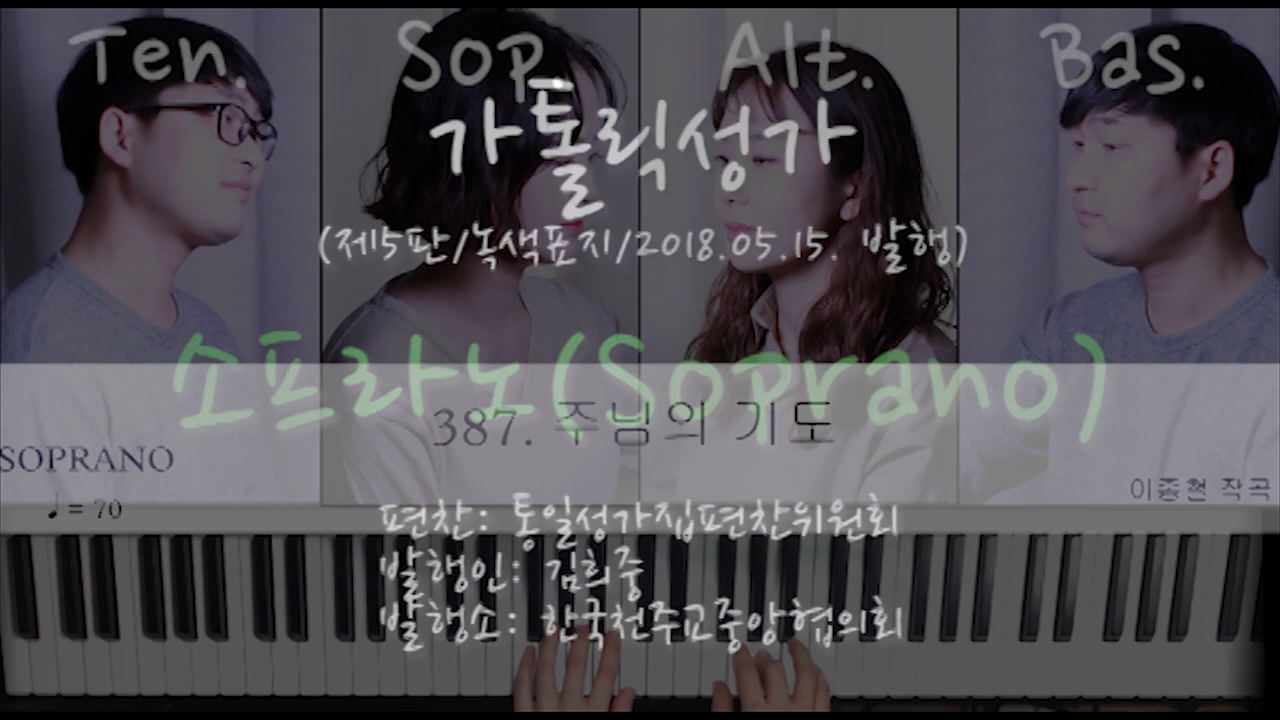 Ten. Sop. Alt. Bas.
가톨릭성가
(제5판/녹색표지/2018.05.15. 발행)
소프라노(Soprano)
387. 주님의 기도
SOPRANO
이종현 작곡
♩= 70
편찬: 통일성가집편찬위원회
발행인: 김희중
발행소: 한국천주교중앙협의회